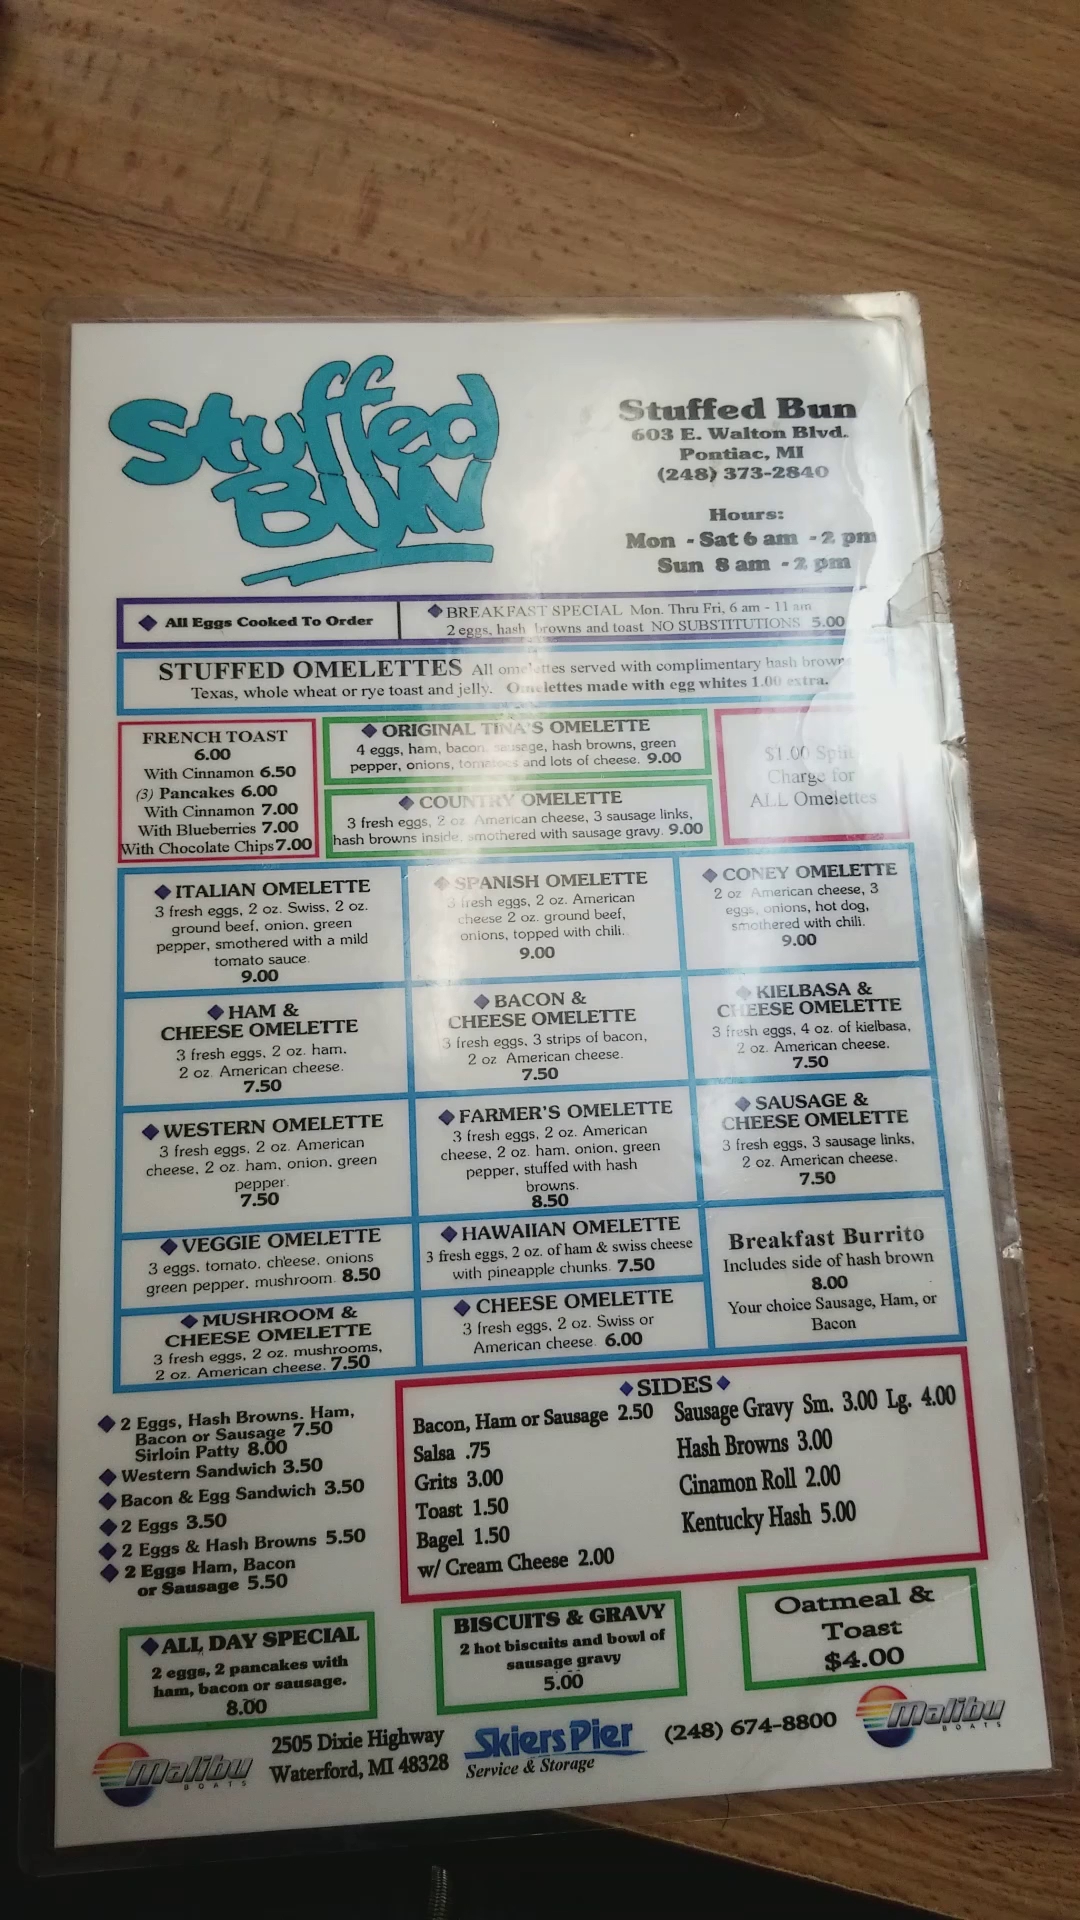 Stuffed
BUN
Stuffed Bun
603 E. Walton Blvd.
Pontiac, MI
(248) 373-2840
Hours:
Mon - Sat 6 am - 2 pm
Sun 8 am - 2 pm
All Eggs Cooked To Order
BREAKFAST SPECIAL Mon. Thru Fri, 6 am - 11 am
2 eggs, hash browns and toast NO SUBSTITUTIONS 5.00
STUFFED OMELETTES All omelettes served with complimentary hash browns
Texas, whole wheat or rye toast and jelly. Omelettes made with egg whites 1.00 extra.
FRENCH TOAST
6.00
With Cinnamon 6.50
(3) Pancakes 6.00
With Cinnamon 7.00
With Blueberries 7.00
With Chocolate Chips 7.00
ORIGINAL TINA'S OMELETTE
4 eggs, ham, bacon, sausage, hash browns, green
pepper, onions, tomatoes and lots of cheese. 9.00
COUNTRY OMELETTE
3 fresh eggs, 2 oz. American cheese, 3 sausage links,
hash browns inside, smothered with sausage gravy. 9.00
$1.00 Split
Charge for
ALL Omelettes
ITALIAN OMELETTE
3 fresh eggs, 2 oz. Swiss, 2 oz.
ground beef, onion, green
pepper, smothered with a mild
tomato sauce.
9.00
SPANISH OMELETTE
3 fresh eggs, 2 oz. American
cheese 2 oz. ground beef,
onions, topped with chili.
9.00
CONEY OMELETTE
2 oz American cheese, 3
eggs, onions, hot dog,
smothered with chili.
9.00
HAM &
CHEESE OMELETTE
3 fresh eggs, 2 oz. ham,
2 oz. American cheese.
7.50
BACON &
CHEESE OMELETTE
3 fresh eggs, 3 strips of bacon,
2 oz American cheese.
7.50
KIELBASA &
CHEESE OMELETTE
3 fresh eggs, 4 oz. of kielbasa,
2 oz. American cheese.
7.50
WESTERN OMELETTE
3 fresh eggs, 2 oz. American
cheese, 2 oz. ham, onion, green
pepper.
7.50
FARMER'S OMELETTE
3 fresh eggs, 2 oz. American
cheese, 2 oz. ham, onion, green
pepper, stuffed with hash
browns.
8.50
SAUSAGE &
CHEESE OMELETTE
3 fresh eggs, 3 sausage links,
2 oz. American cheese.
7.50
VEGGIE OMELETTE
3 eggs, tomato, cheese, onions
green pepper, mushroom. 8.50
HAWAIIAN OMELETTE
3 fresh eggs, 2 oz. of ham & swiss cheese
with pineapple chunks. 7.50
Breakfast Burrito
Includes side of hash brown
8.00
Your choice Sausage, Ham, or
Bacon
MUSHROOM &
CHEESE OMELETTE
3 fresh eggs, 2 oz. mushrooms,
2 oz. American cheese. 7.50
CHEESE OMELETTE
3 fresh eggs, 2 oz. Swiss or
American cheese. 6.00
2 Eggs, Hash Browns, Ham,
Bacon or Sausage 7.50
Sirloin Patty 8.00
Western Sandwich 3.50
Bacon & Egg Sandwich 3.50
2 Eggs 3.50
2 Eggs & Hash Browns 5.50
2 Eggs Ham, Bacon
or Sausage 5.50
SIDES
Bacon, Ham or Sausage 2.50
Salsa .75
Grits 3.00
Toast 1.50
Bagel 1.50
w/ Cream Cheese 2.00
Sausage Gravy Sm. 3.00 Lg. 4.00
Hash Browns 3.00
Cinamon Roll 2.00
Kentucky Hash 5.00
ALL DAY SPECIAL
2 eggs, 2 pancakes with
ham, bacon or sausage.
8.00
BISCUITS & GRAVY
2 hot biscuits and bowl of
sausage gravy
5.00
Oatmeal &
Toast
$4.00
Malibu
BOATS
2505 Dixie Highway
Waterford, MI 48328
Skiers Pier
Service & Storage
(248) 674-8800
Malibu
BOATS